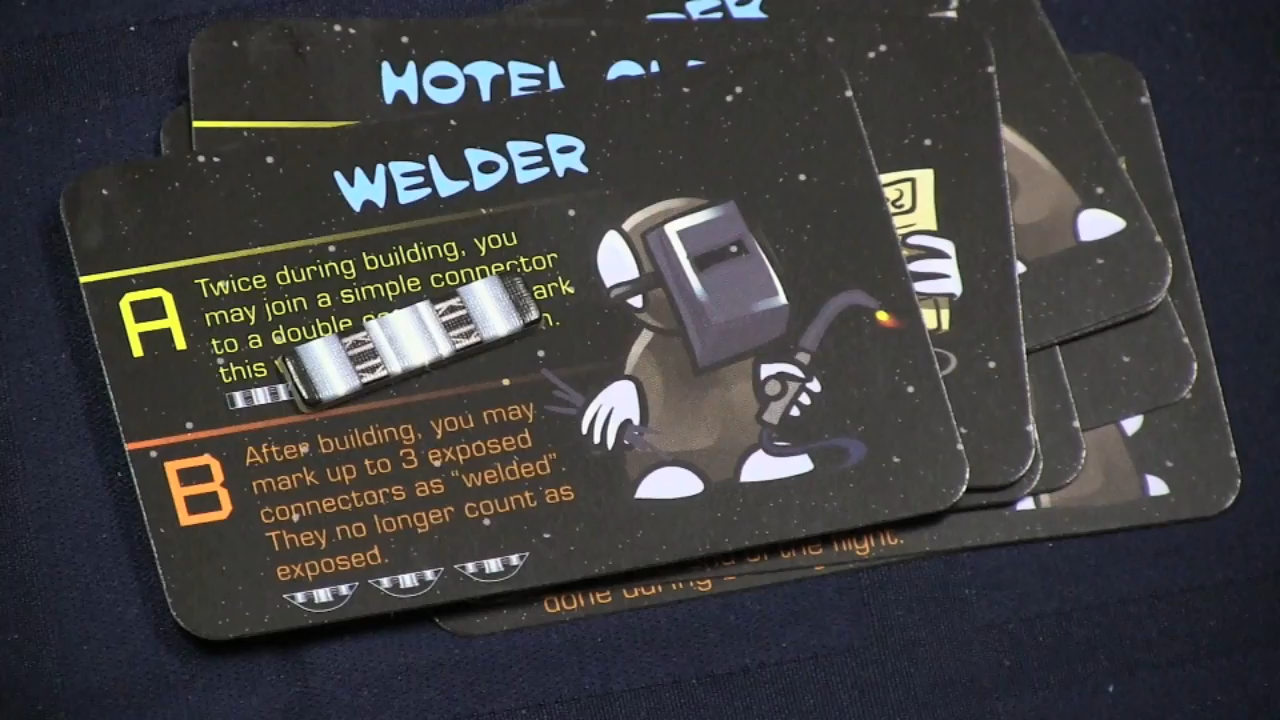 HOTEL
WELDER
A
Twice during building, you
may join a simple connector
to a double
this
B
After building, you may
mark up to 3 exposed
connectors as “welded”
They no longer count as
exposed.
of the flight.
done during